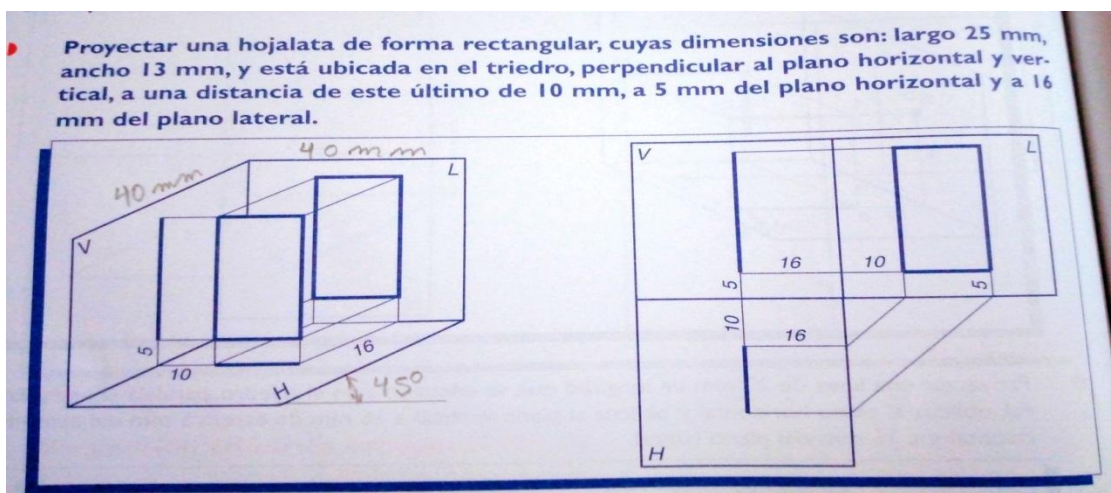 Proyectar una hojalata de forma rectangular, cuyas dimensiones son: largo 25 mm,
ancho 13 mm, y está ubicada en el triedro, perpendicular al plano horizontal y ver-
tical, a una distancia de este último de 10 mm, a 5 mm del plano horizontal y a 16
mm del plano lateral.
40 mm
40 mm
L
V
5
10
16
H
45°
V
L
16
10
5
5
10
16
H